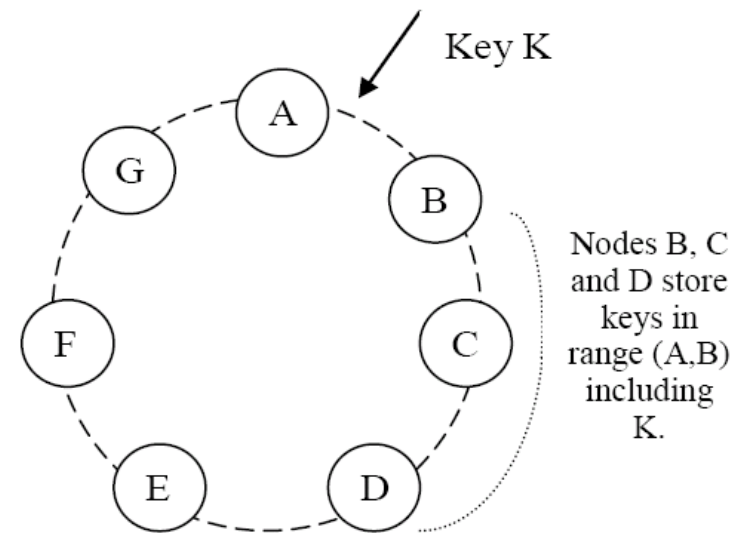 Key K
A
G
B
Nodes B, C
and D store
keys in
range (A,B)
including
K.
F
C
E
D